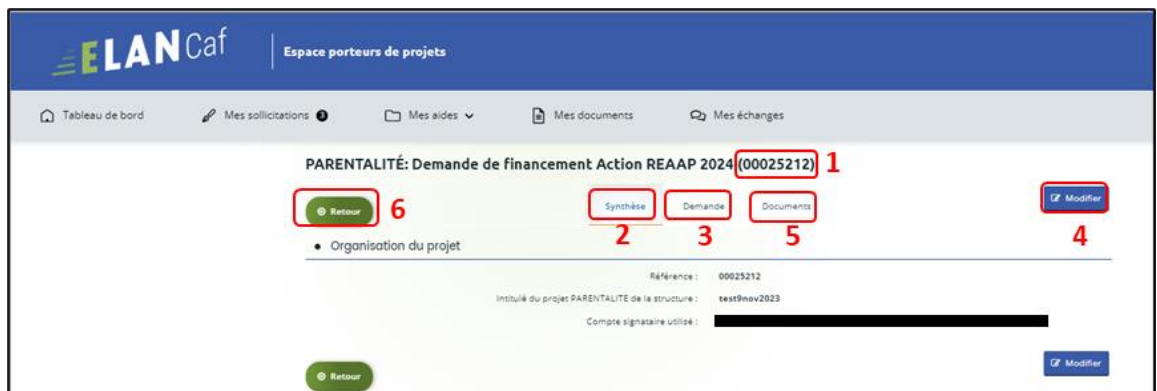 ELAN Caf
Espace porteurs de projets
Tableau de bord
Mes sollicitations 3
Mes aides
Mes documents
Mes échanges
PARENTALITÉ: Demande de financement Action REAAP 2024 (00025212) 1
Retour 6
Synthèse
Demande
Documents
Modifier
2 3 5 4
Organisation du projet
Référence : 00025212
Intitulé du projet PARENTALITE de la structure : test9nov2023
Compte signataire utilisé :
Retour
Modifier